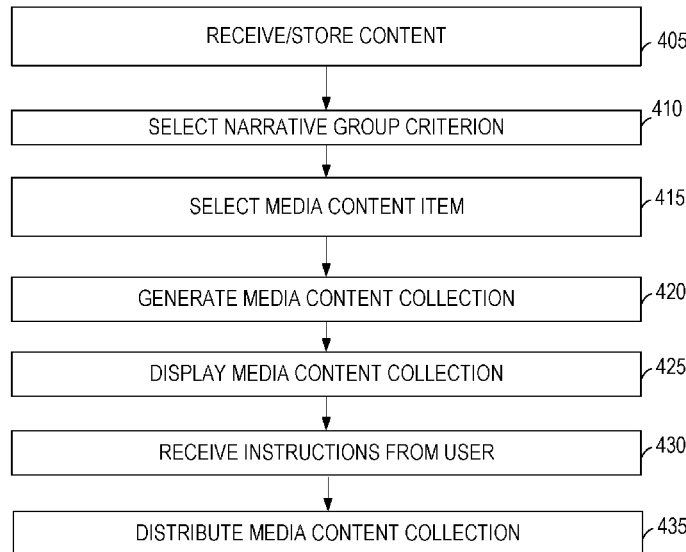 RECEIVE/STORE CONTENT
405
SELECT NARRATIVE GROUP CRITERION
410
SELECT MEDIA CONTENT ITEM
415
GENERATE MEDIA CONTENT COLLECTION
420
DISPLAY MEDIA CONTENT COLLECTION
425
RECEIVE INSTRUCTIONS FROM USER
430
DISTRIBUTE MEDIA CONTENT COLLECTION
435